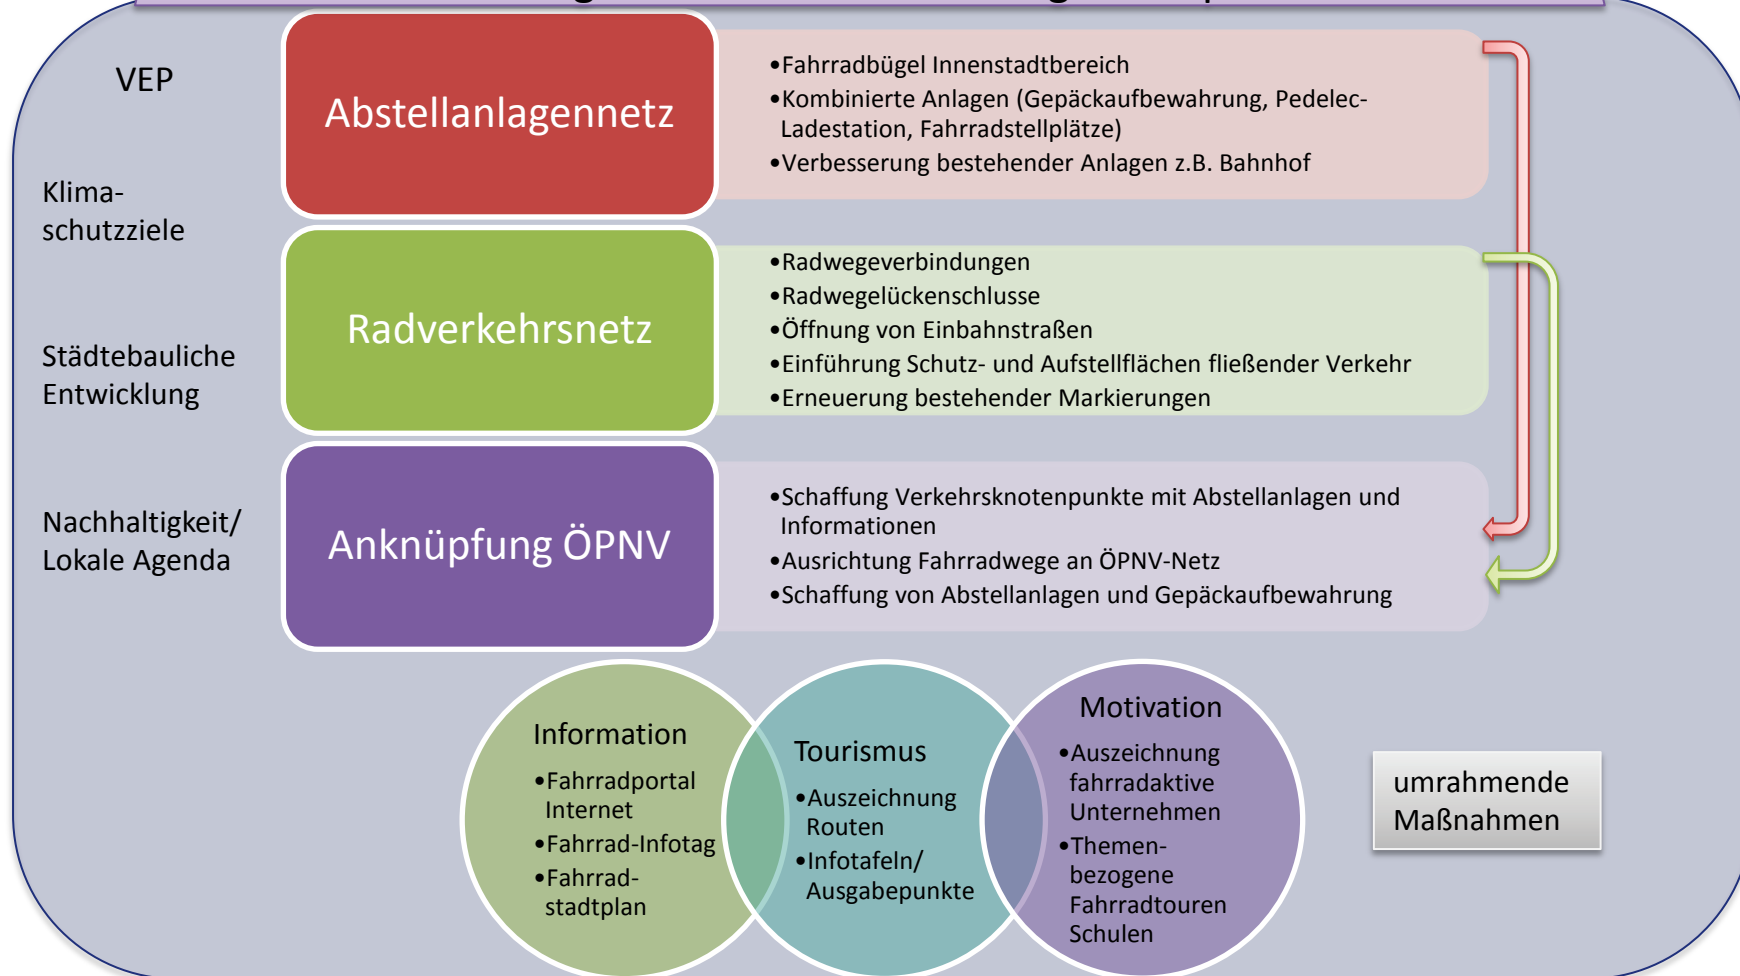 VEP
Klima-
schutzziele
Städtebauliche
Entwicklung
Nachhaltigkeit/
Lokale Agenda
Abstellanlagennetz
•Fahrradbügel Innenstadtbereich
•Kombinierte Anlagen (Gepäckaufbewahrung, Pedelec-
Ladestation, Fahrradstellplätze)
•Verbesserung bestehender Anlagen z.B. Bahnhof
Radverkehrsnetz
•Radwegeverbindungen
•Radwegelückenschlusse
•Öffnung von Einbahnstraßen
•Einführung Schutz- und Aufstellflächen fließender Verkehr
•Erneuerung bestehender Markierungen
Anknüpfung ÖPNV
•Schaffung Verkehrsknotenpunkte mit Abstellanlagen und
Informationen
•Ausrichtung Fahrradwege an ÖPNV-Netz
•Schaffung von Abstellanlagen und Gepäckaufbewahrung
Information
•Fahrradportal
Internet
•Fahrrad-Infotag
•Fahrrad-
stadtplan
Tourismus
•Auszeichnung
Routen
•Infotafeln/
Ausgabepunkte
Motivation
•Auszeichnung
fahrradaktive
Unternehmen
•Themen-
bezogene
Fahrradtouren
Schulen
umrahmende
Maßnahmen